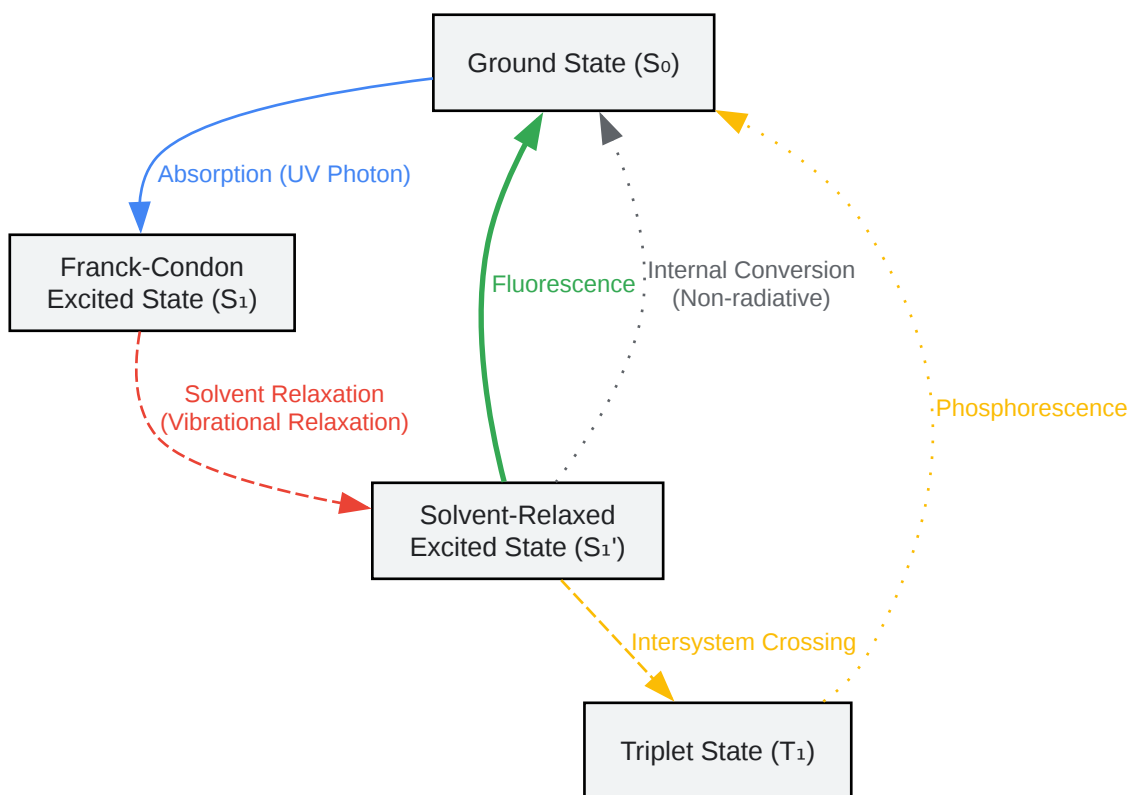 Ground State (S₀)
Absorption (UV Photon)
Franck-Condon
Excited State (S₁)
Fluorescence
Internal Conversion
(Non-radiative)
Solvent Relaxation
(Vibrational Relaxation)
Phosphorescence
Solvent-Relaxed
Excited State (S₁')
Intersystem Crossing
Triplet State (T₁)